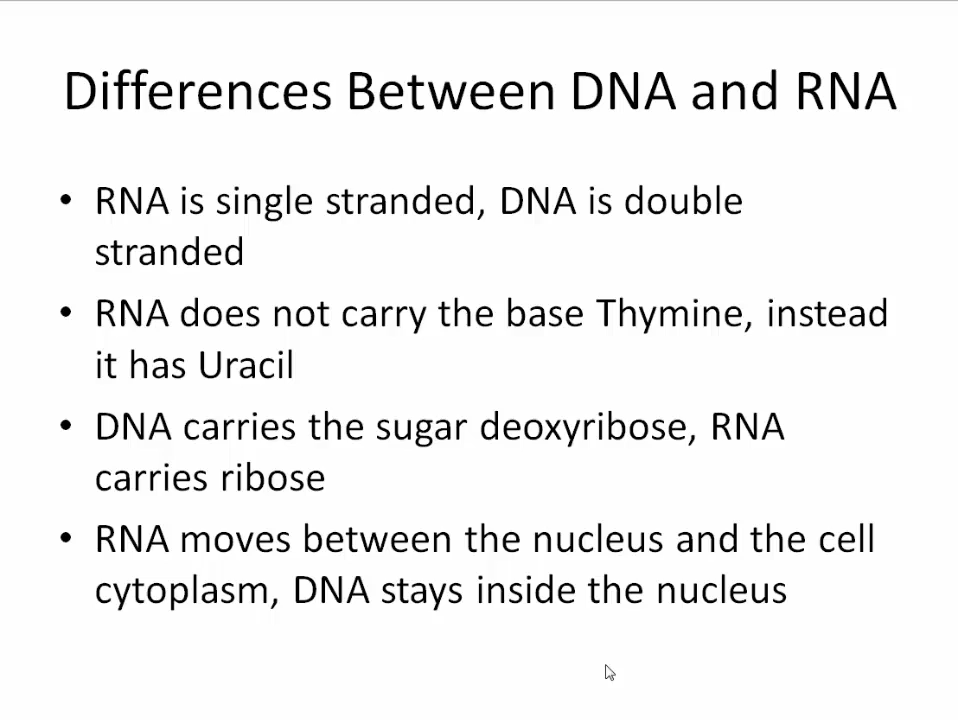 Differences Between DNA and RNA
• RNA is single stranded, DNA is double
stranded
• RNA does not carry the base Thymine, instead
it has Uracil
• DNA carries the sugar deoxyribose, RNA
carries ribose
• RNA moves between the nucleus and the cell
cytoplasm, DNA stays inside the nucleus